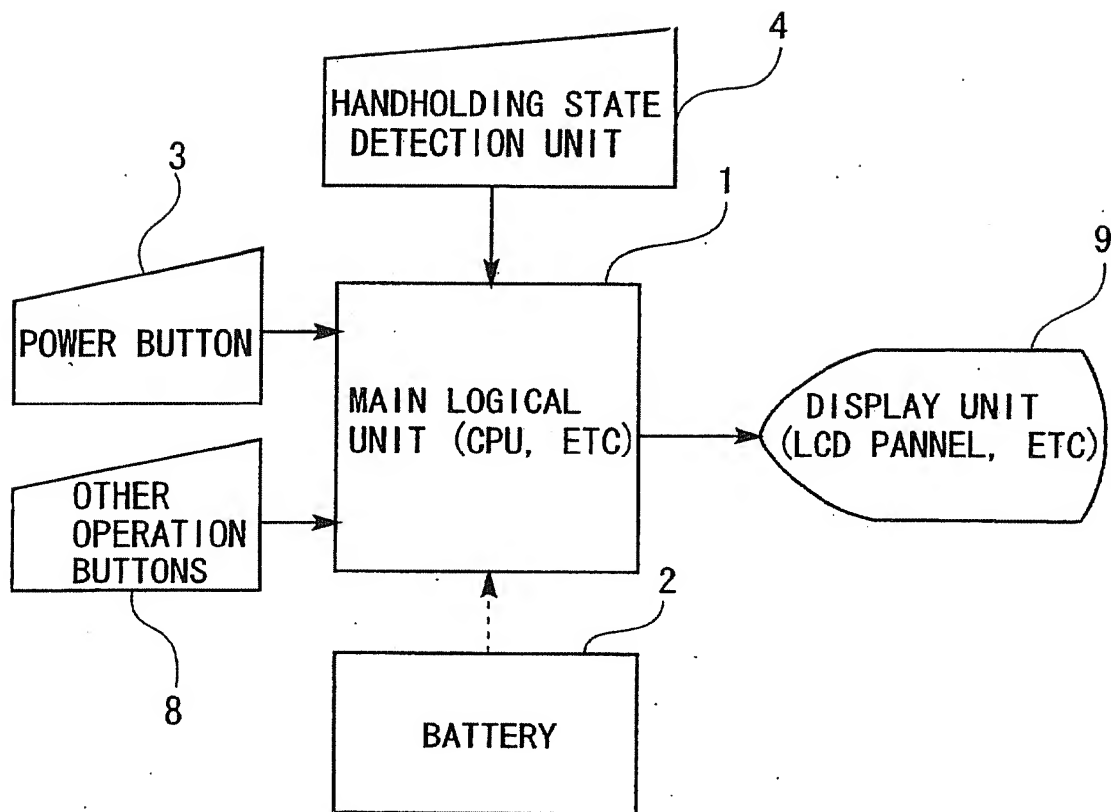 4
HANDHOLDING STATE
DETECTION UNIT
3
1
9
POWER BUTTON
MAIN LOGICAL
UNIT (CPU, ETC)
DISPLAY UNIT
(LCD PANNEL, ETC)
OTHER
OPERATION
BUTTONS
2
8
BATTERY